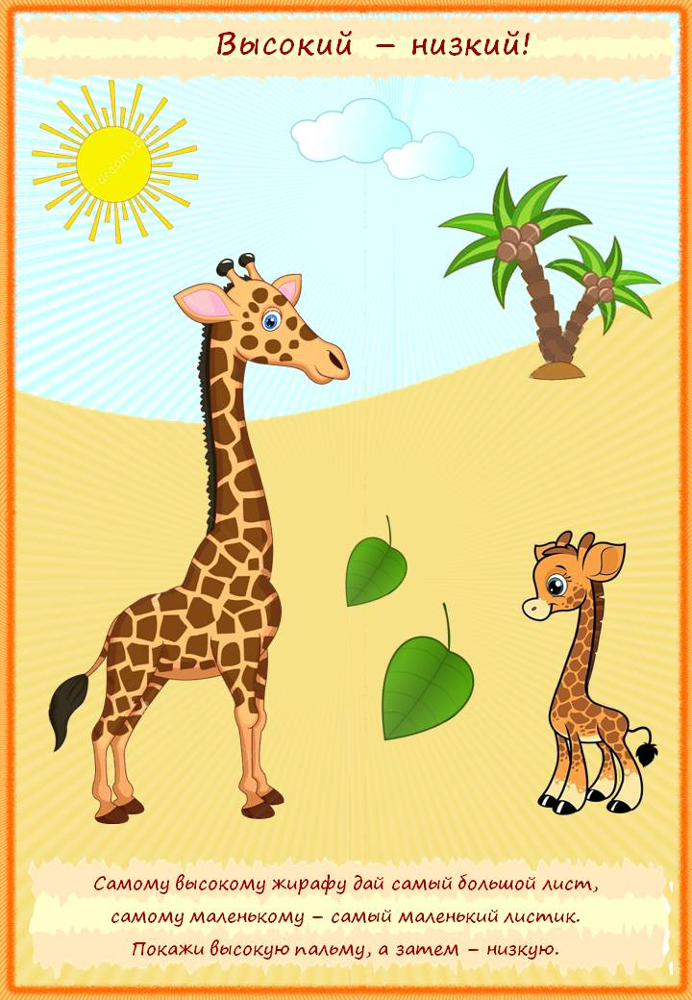 Высокий – низкий!
Самому высокому жирафу дай самый большой лист,
самому маленькому – самый маленький листик.
Покажи высокую пальму, а затем – низкую.